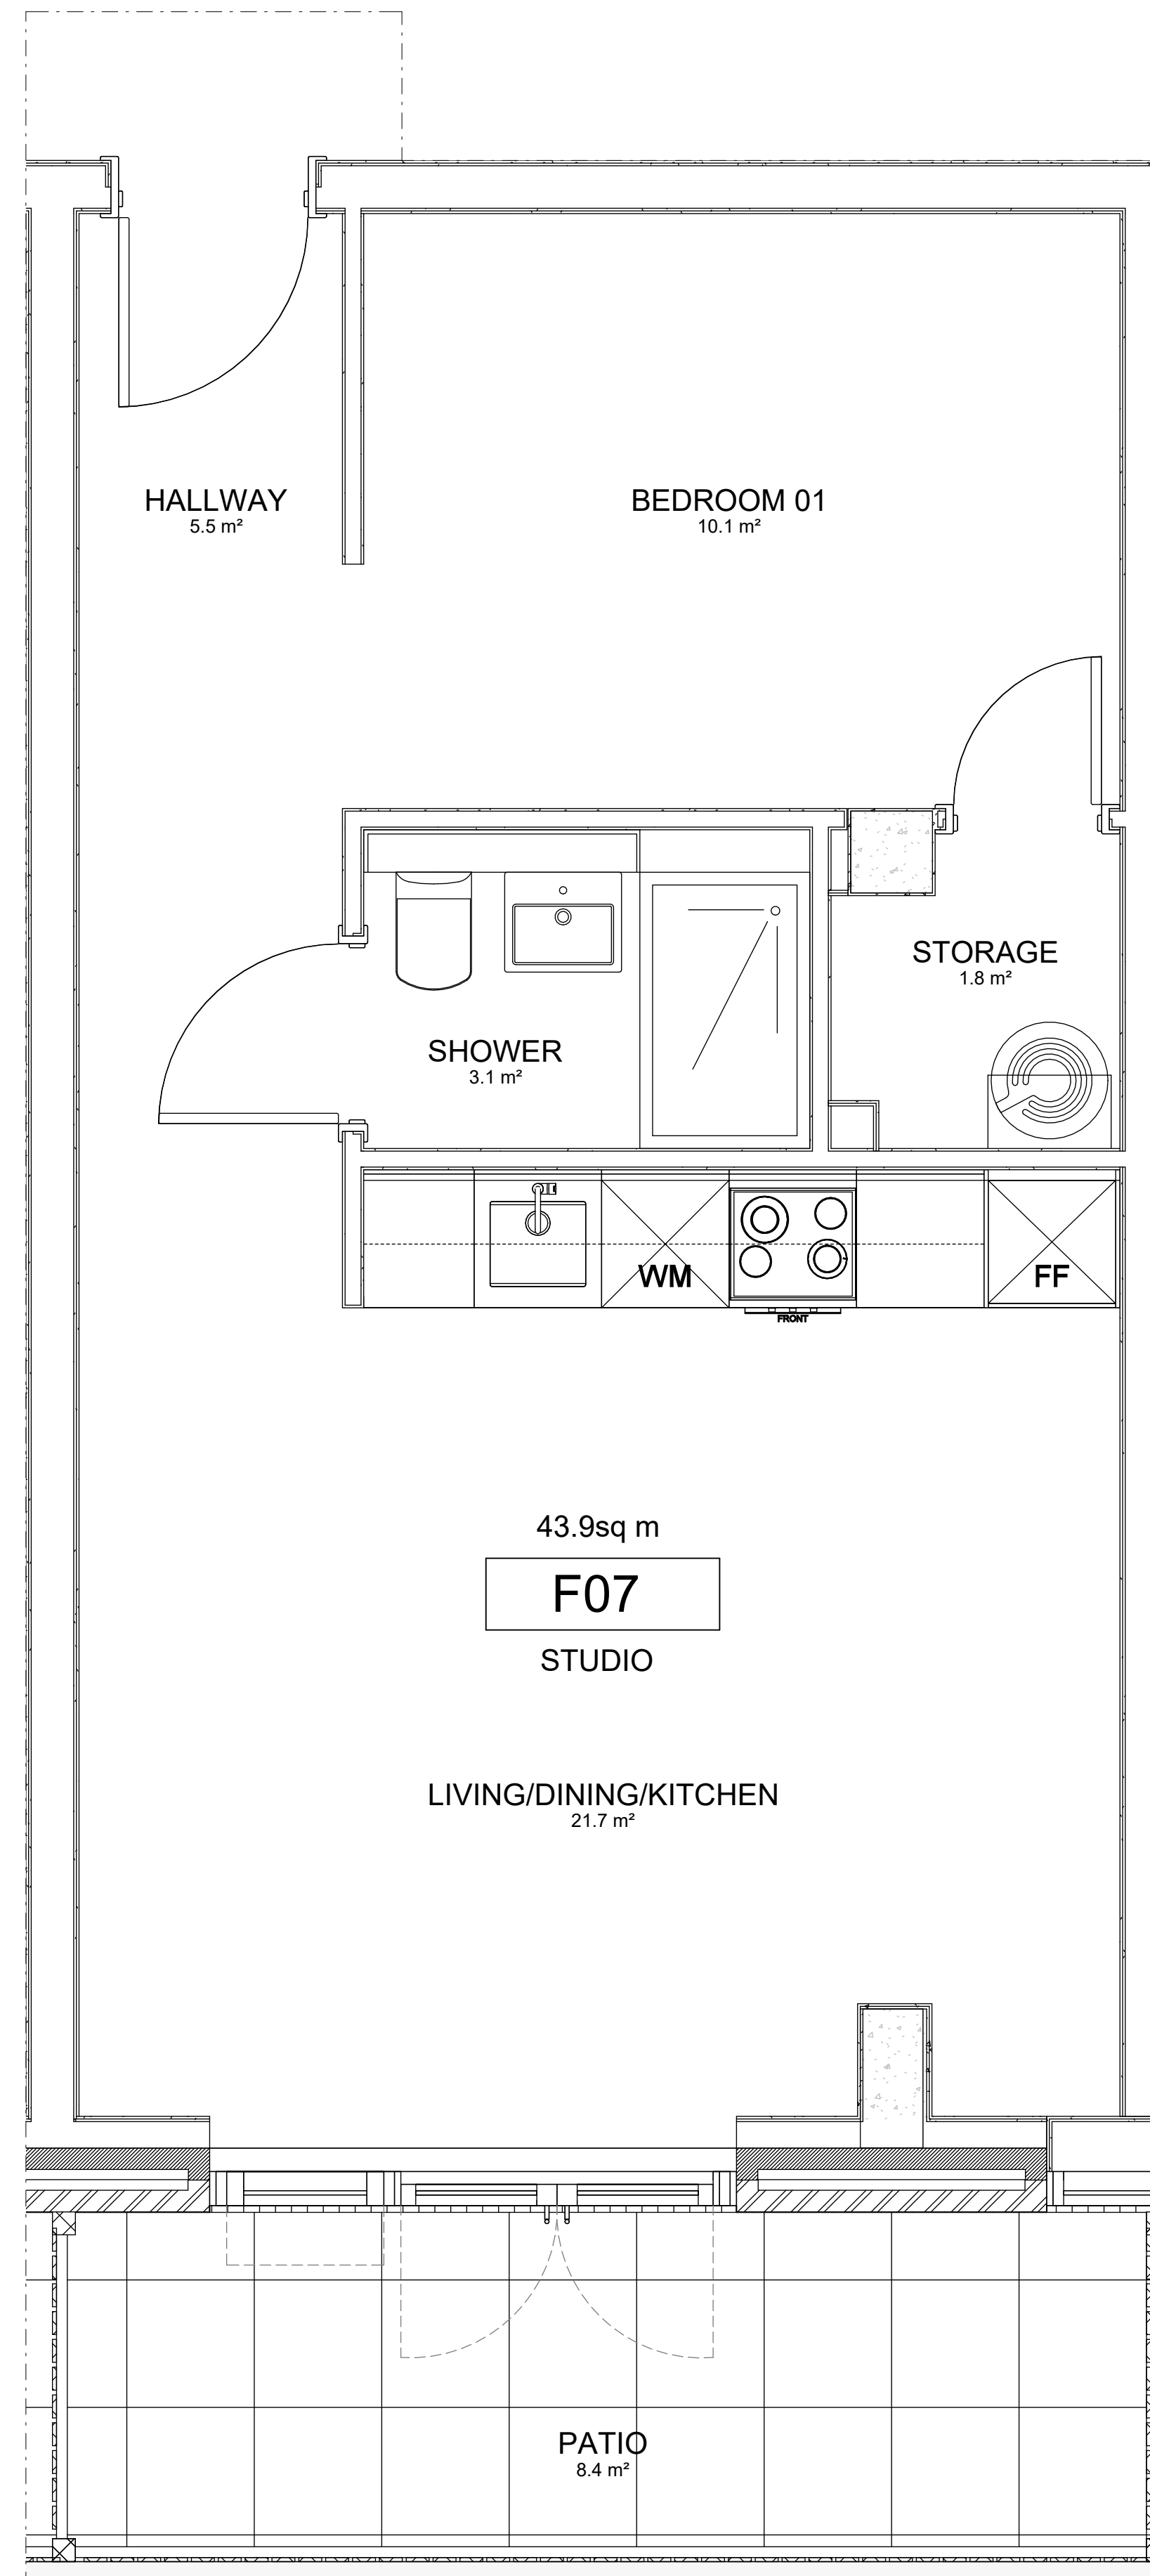 HALLWAY
5.5 m²
BEDROOM 01
10.1 m²
STORAGE
1.8 m²
SHOWER
3.1 m²
WM
FF
FRONT
43.9sq m
F07
STUDIO
LIVING/DINING/KITCHEN
21.7 m²
PATIO
8.4 m²